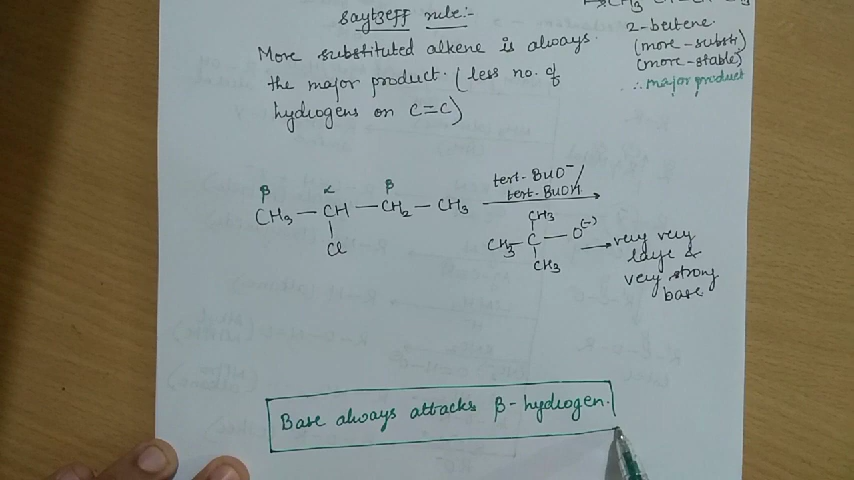 Saytzeff rule:-
More substituted alkene is always
the major product. (less no. of
hydrogens on C=C)
2-butene.
(more-subst)
(more-stable)
∴ major product
β α β
CH3 — CH — CH2 — CH3
Cl
tert-BuO⁻/
tert-BuOH
CH3
CH3 — C — O(-)
CH3
→ very very
large &
very strong
base
Base always attacks β-hydrogen.